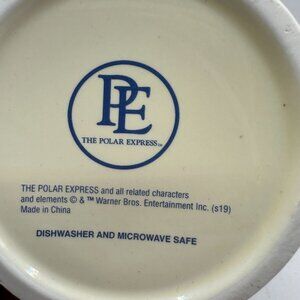 PE
THE POLAR EXPRESS™
THE POLAR EXPRESS and all related characters
and elements © & ™ Warner Bros. Entertainment Inc. (s19)
Made in China
DISHWASHER AND MICROWAVE SAFE